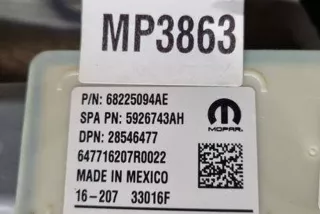 MP3863
P/N: 68225094AE
SPA PN: 5926743AH
DPN: 28546477
MOPAR
647716207R0022
MADE IN MEXICO
16-207 33016F